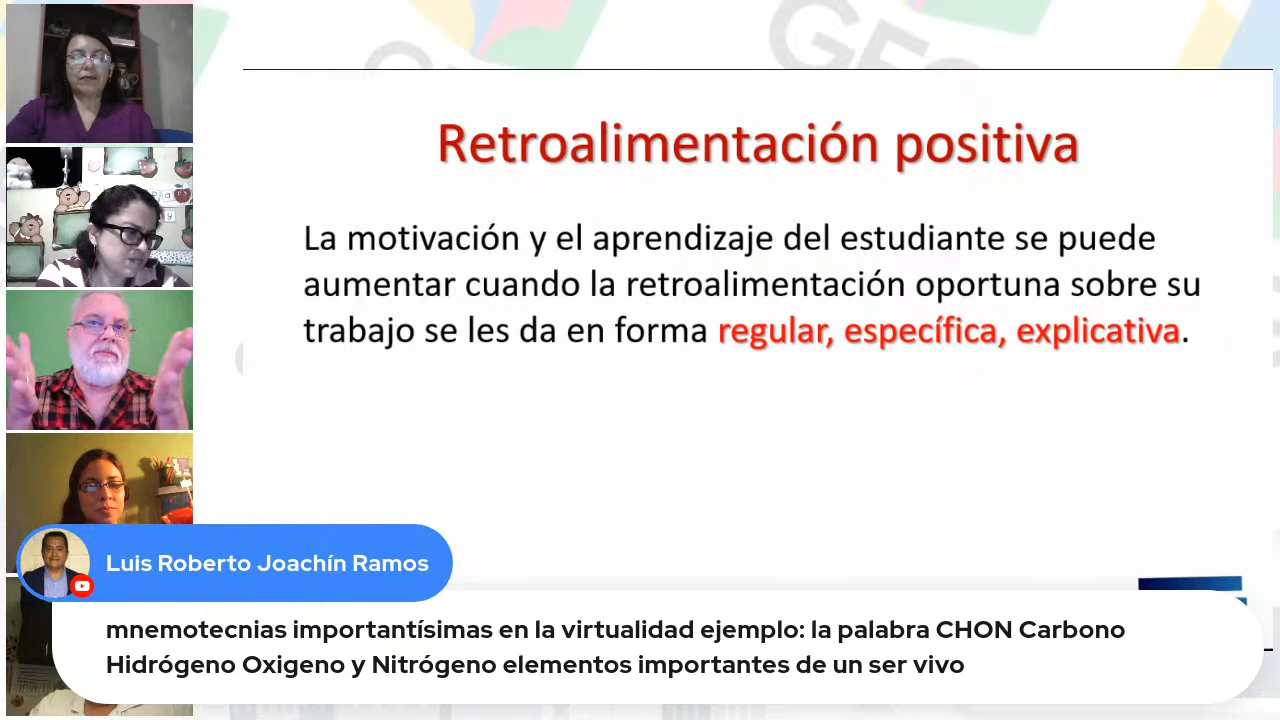 GEG
Retroalimentación positiva
La motivación y el aprendizaje del estudiante se puede
aumentar cuando la retroalimentación oportuna sobre su
trabajo se les da en forma regular, específica, explicativa.
Luis Roberto Joachín Ramos
mnemotecnias importantísimas en la virtualidad ejemplo: la palabra CHON Carbono
Hidrógeno Oxigeno y Nitrógeno elementos importantes de un ser vivo